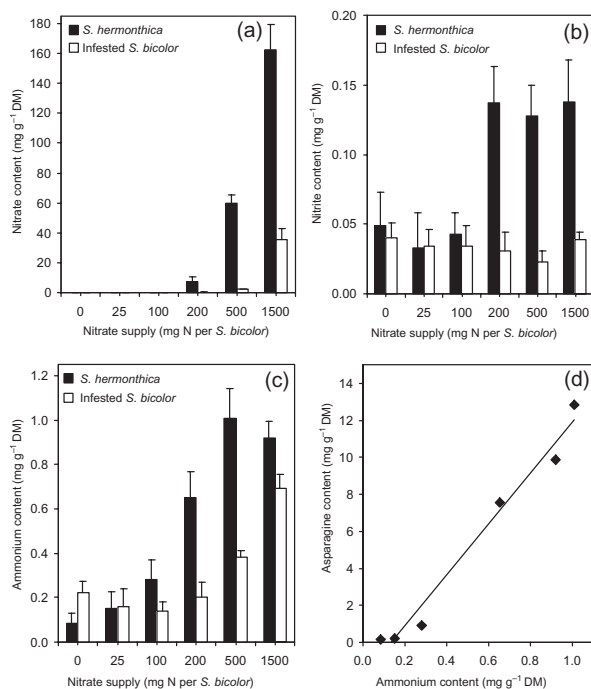 (a)
S. hermonthica
Infested S. bicolor
Nitrate content (mg g⁻¹ DM)
180
160
140
120
100
80
60
40
20
0
0 25 100 200 500 1500
Nitrate supply (mg N per S. bicolor)
(b)
S. hermonthica
Infested S. bicolor
Nitrite content (mg g⁻¹ DM)
0.20
0.15
0.10
0.05
0.00
0 25 100 200 500 1500
Nitrate supply (mg N per S. bicolor)
(c)
S. hermonthica
Infested S. bicolor
Ammonium content (mg g⁻¹ DM)
1.2
1.0
0.8
0.6
0.4
0.2
0.0
0 25 100 200 500 1500
Nitrate supply (mg N per S. bicolor)
(d)
Asparagine content (mg g⁻¹ DM)
14
12
10
8
6
4
2
0
0.0 0.2 0.4 0.6 0.8 1.0
Ammonium content (mg g⁻¹ DM)